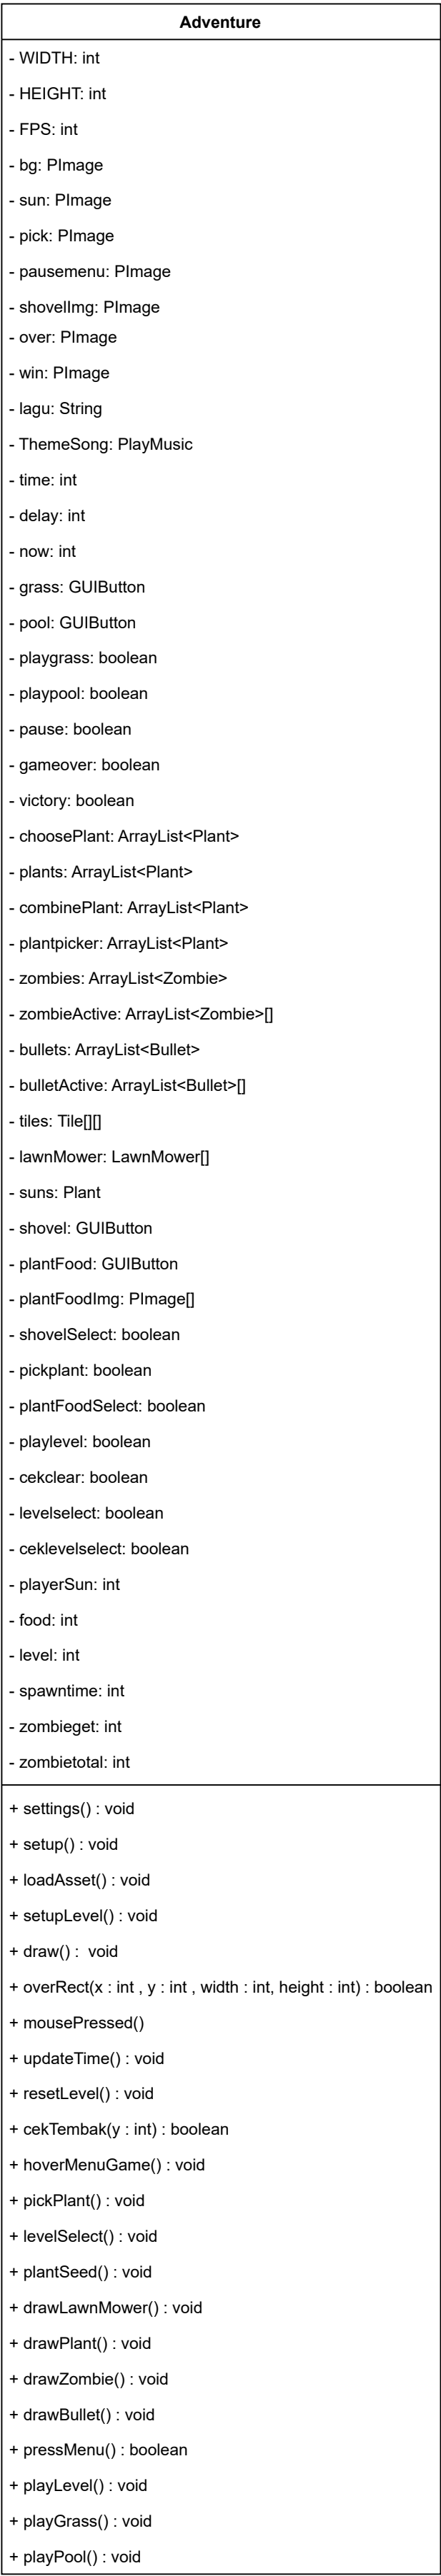 Adventure
- WIDTH: int
- HEIGHT: int
- FPS: int
- bg: PImage
- sun: PImage
- pick: PImage
- pausemenu: PImage
- shovelImg: PImage
- over: PImage
- win: PImage
- lagu: String
- ThemeSong: PlayMusic
- time: int
- delay: int
- now: int
- grass: GUIButton
- pool: GUIButton
- playgrass: boolean
- playpool: boolean
- pause: boolean
- gameover: boolean
- victory: boolean
- choosePlant: ArrayList<Plant>
- plants: ArrayList<Plant>
- combinePlant: ArrayList<Plant>
- plantpicker: ArrayList<Plant>
- zombies: ArrayList<Zombie>
- zombieActive: ArrayList<Zombie>[]
- bullets: ArrayList<Bullet>
- bulletActive: ArrayList<Bullet>[]
- tiles: Tile[][]
- lawnMower: LawnMower[]
- suns: Plant
- shovel: GUIButton
- plantFood: GUIButton
- plantFoodImg: PImage[]
- shovelSelect: boolean
- pickplant: boolean
- plantFoodSelect: boolean
- playlevel: boolean
- cekclear: boolean
- levelselect: boolean
- ceklevelselect: boolean
- playerSun: int
- food: int
- level: int
- spawntime: int
- zombieget: int
- zombietotal: int
+ settings() : void
+ setup() : void
+ loadAsset() : void
+ setupLevel() : void
+ draw() :  void
+ overRect(x : int , y : int , width : int, height : int) : boolean
+ mousePressed()
+ updateTime() : void
+ resetLevel() : void
+ cekTembak(y : int) : boolean
+ hoverMenuGame() : void
+ pickPlant() : void
+ levelSelect() : void
+ plantSeed() : void
+ drawLawnMower() : void
+ drawPlant() : void
+ drawZombie() : void
+ drawBullet() : void
+ pressMenu() : boolean
+ playLevel() : void
+ playGrass() : void
+ playPool() : void